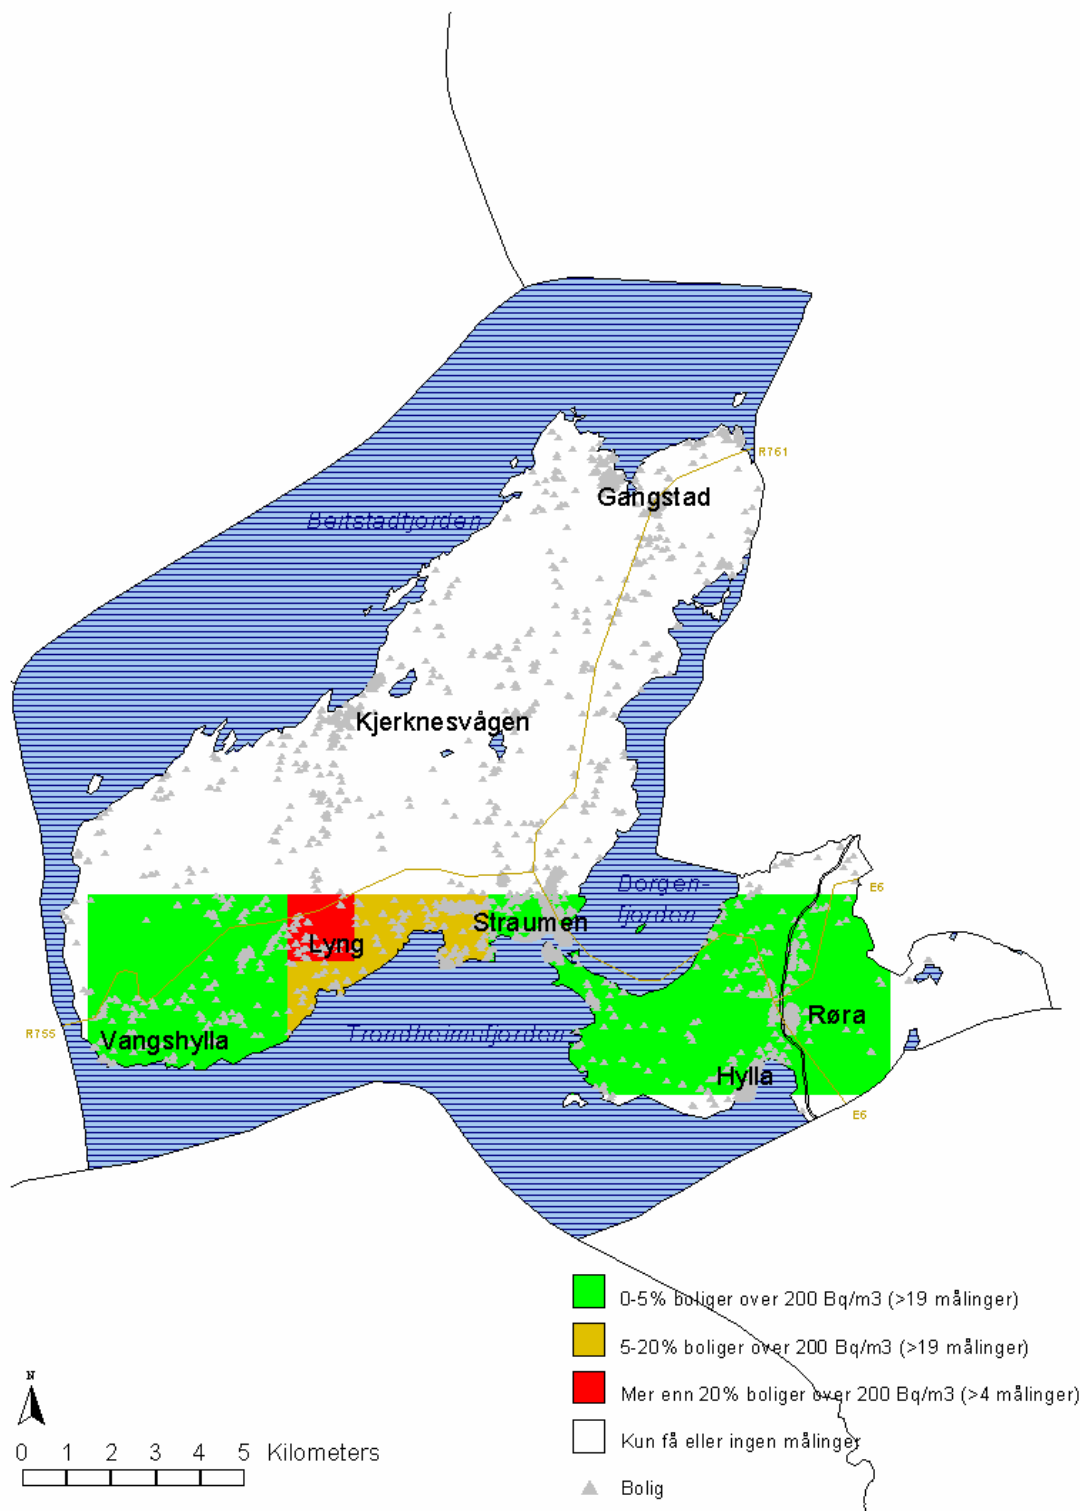 R761
Gangstad
Beitstadfjorden
Kjerknesvågen
Borgen-
fjorden
E6
Straumen
Lyng
Røra
R755
Vangshylla
Trondheimsfjorden
Hylla
E6
0-5% boliger over 200 Bq/m3 (>19 målinger)
5-20% boliger over 200 Bq/m3 (>19 målinger)
Mer enn 20% boliger over 200 Bq/m3 (>4 målinger)
Kun få eller ingen målinger
Bolig
N
0 1 2 3 4 5 Kilometers